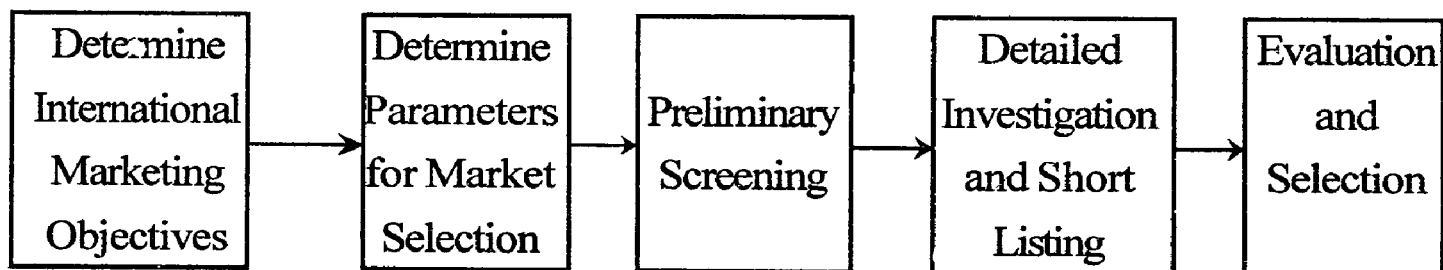 Determine
International
Marketing
Objectives
Determine
Parameters
for Market
Selection
Preliminary
Screening
Detailed
Investigation
and Short
Listing
Evaluation
and
Selection